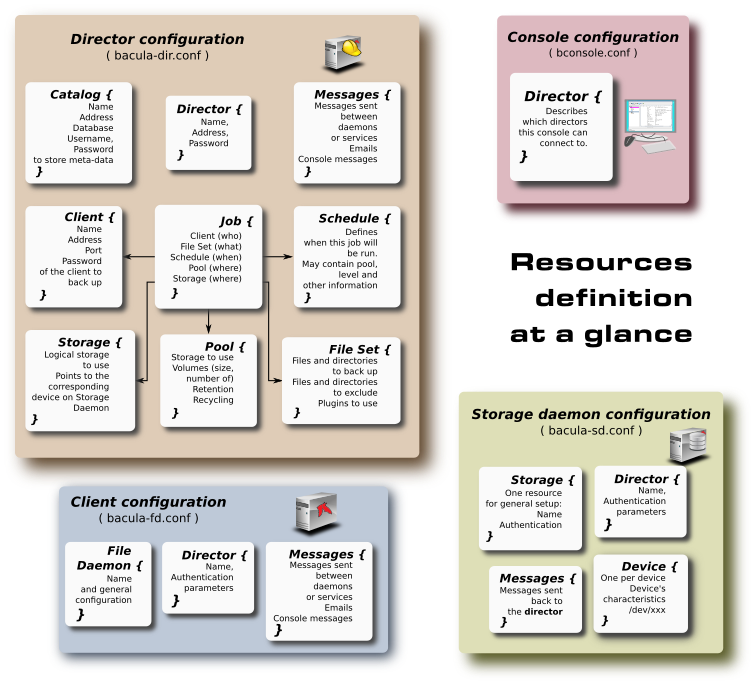 Director configuration
( bacula-dir.conf )
Catalog {
Name
Address
Database
Username,
Password
to store meta-data
}
Director {
Name,
Address,
Password
}
Messages {
Messages sent
between
daemons
or services
Emails
Console messages
}
Client {
Name
Address
Port
Password
of the client to
back up
}
Job {
Client (who)
File Set (what)
Schedule (when)
Pool (where)
Storage (where)
}
Schedule {
Defines
when this job will
be run.
May contain pool,
level and
other information
}
Storage {
Logical storage
to use
Points to the
corresponding
device on Storage
Daemon
}
Pool {
Storage to use
Volumes (size,
number of)
Retention
Recycling
}
File Set {
Files and directories
to back up
Files and directories
to exclude
Plugins to use
}
Console configuration
( bconsole.conf )
Director {
Describes
which directors
this console can
connect to.
}
Resources
definition
at a glance
Client configuration
( bacula-fd.conf )
File
Daemon {
Name
and general
configuration
}
Director {
Name,
Authentication
parameters
}
Messages {
Messages sent
between
daemons
or services
Emails
Console messages
}
Storage daemon configuration
( bacula-sd.conf )
Storage {
One resource
for general setup:
Name
Authentication
}
Director {
Name,
Authentication
parameters
}
Messages {
Messages sent
back to
the director
}
Device {
One per device
Device's
characteristics
/dev/xxx
}